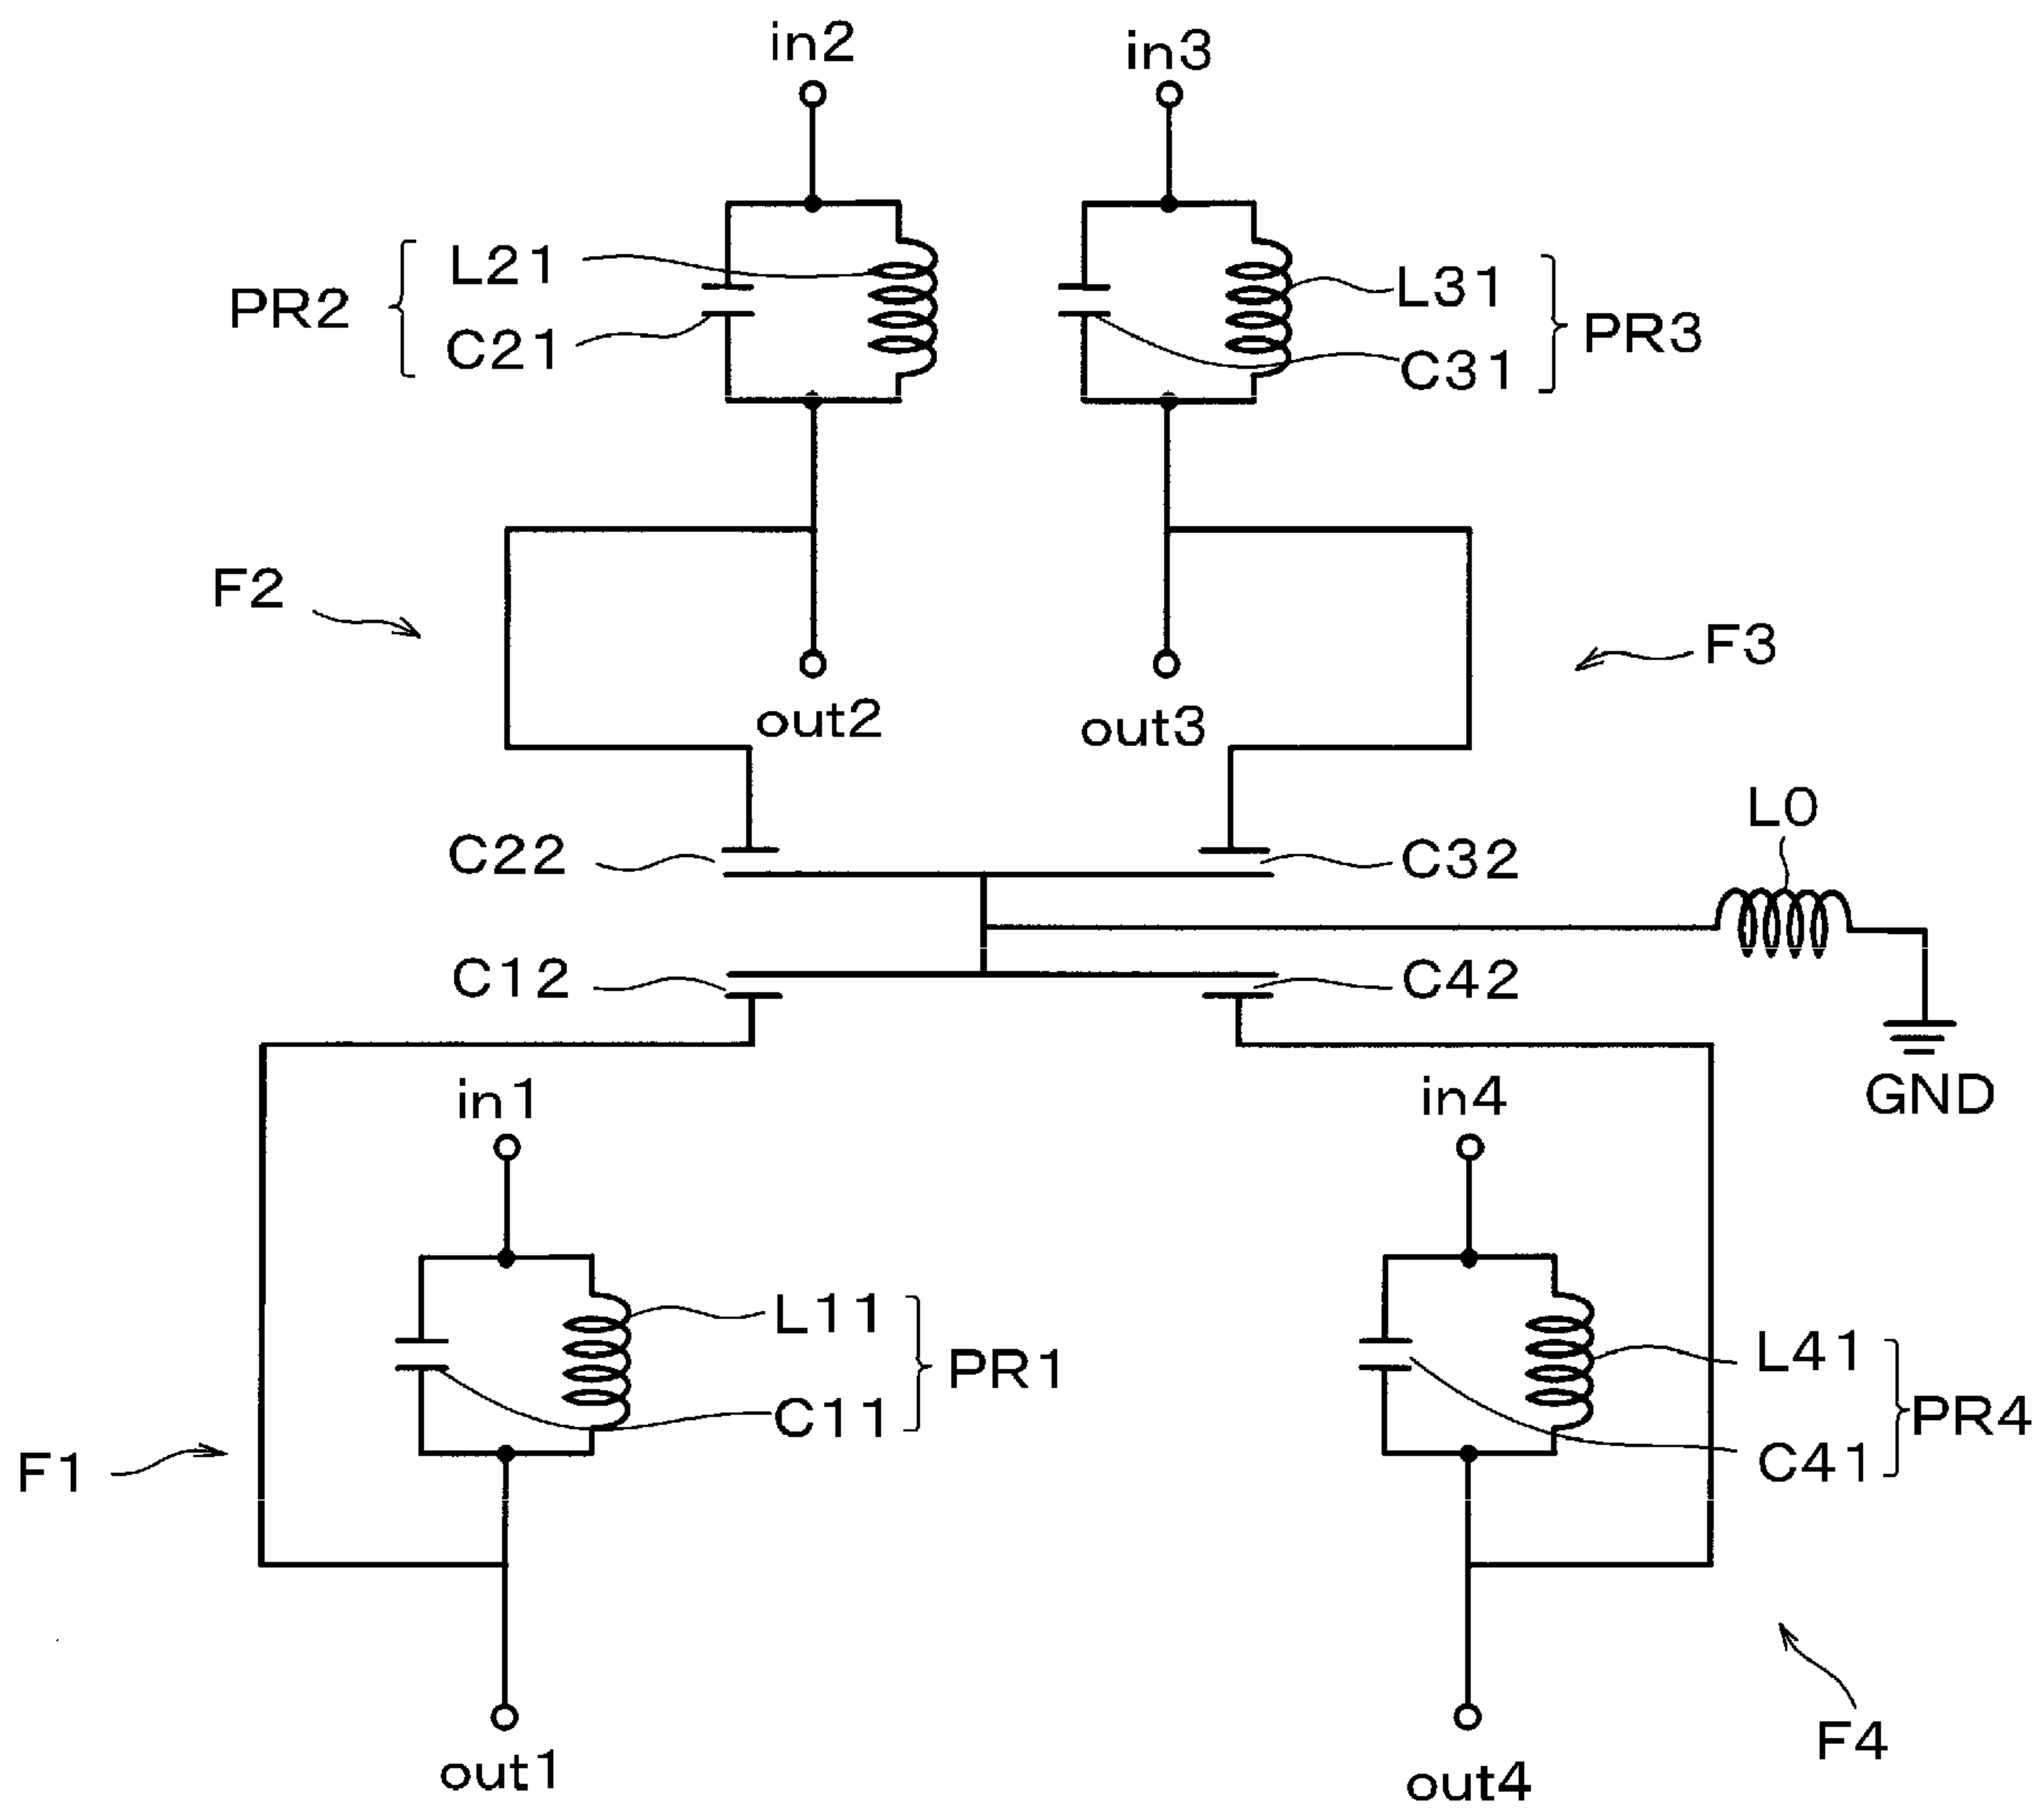 in2
in3
L21
PR2
C21
L31
PR3
C31
F2
F3
out2
out3
L0
C22
C32
C12
C42
GND
in1
in4
L11
PR1
C11
L41
PR4
C41
F1
F4
out1
out4